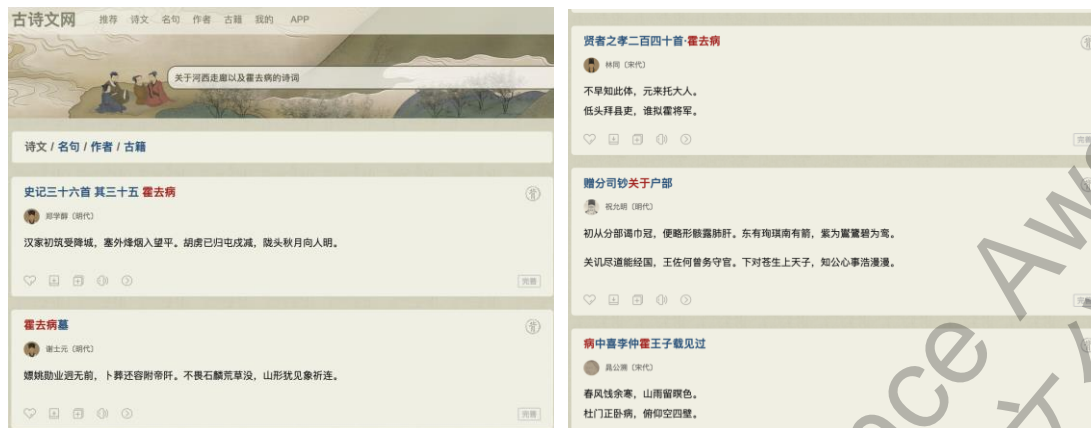 古诗文网 推荐 诗文 名句 作者 古籍 我的 APP
关于河西走廊以及霍去病的诗词
诗文 / 名句 / 作者 / 古籍
史记三十六首 其三十五 霍去病
郑学醇〔明代〕
汉家初筑受降城，塞外烽烟入望平。胡虏已归屯戍减，陇头秋月向人明。
完善
霍去病墓
谢士元〔明代〕
嫖姚勋业迥无前，卜葬还容附帝阡。不畏石麟荒草没，山形犹见象祁连。
完善
贤者之孝二百四十首·霍去病
林同〔宋代〕
不早知此体，元来托大人。
低头拜县吏，谁拟霍将军。
赠分司钞关于户部
祝允明〔明代〕
初从分部谒巾冠，便略形骸露肺肝。东有珣琪南有箭，紫为鸑鷟碧为鸾。
关讥尽道能经国，王佐何曾务守官。下对苍生上天子，知公心事浩漫漫。
病中喜李仲霍王子载见过
吴公溯〔宋代〕
春风饯余寒，山雨留暝色。
杜门正卧病，俯仰空四壁。
nce Aw